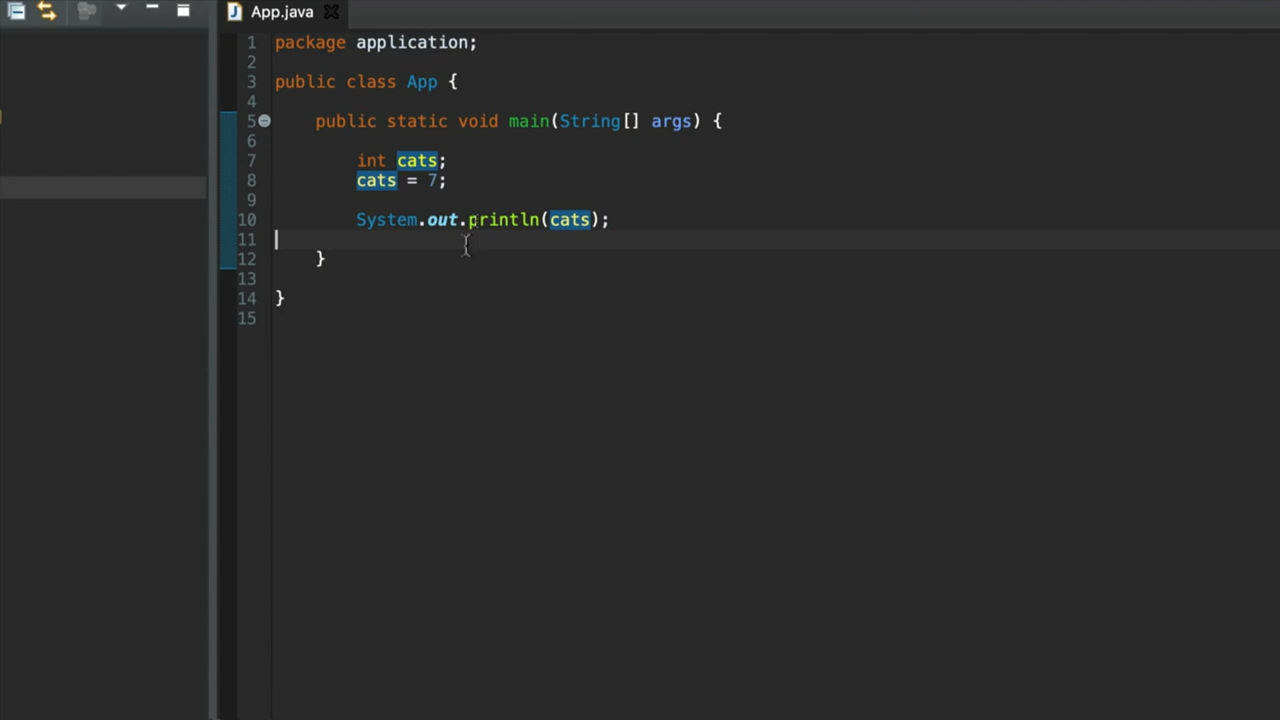 App.java
1 package application;
2
3 public class App {
4
5 public static void main(String[] args) {
6
7 int cats;
8 cats = 7;
9
10 System.out.println(cats);
11
12 }
13
14 }
15